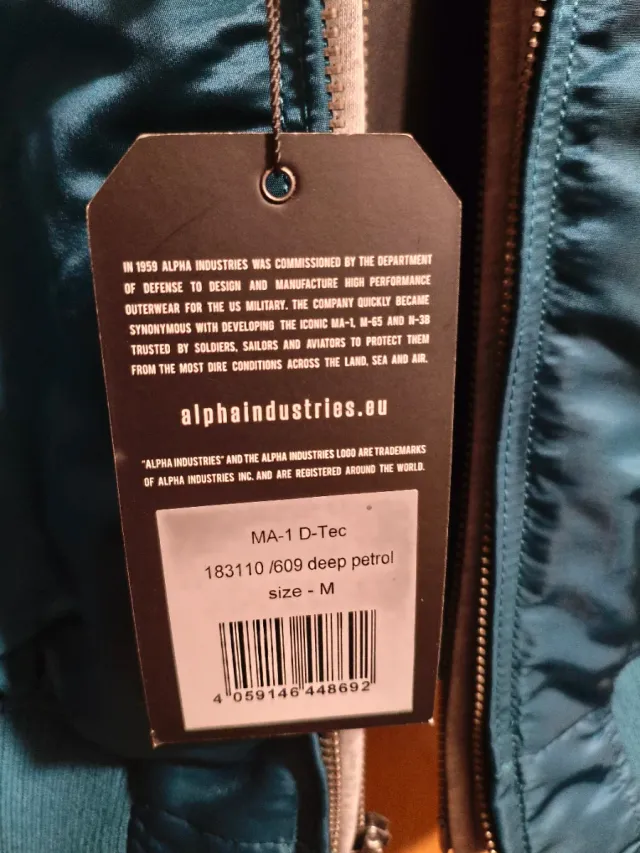 IN 1959 ALPHA INDUSTRIES WAS COMMISSIONED BY THE DEPARTMENT
OF DEFENSE TO DESIGN AND MANUFACTURE HIGH PERFORMANCE
OUTERWEAR FOR THE US MILITARY. THE COMPANY QUICKLY BECAME
SYNONYMOUS WITH DEVELOPING THE ICONIC MA-1, M-65 AND N-3B
TRUSTED BY SOLDIERS, SAILORS AND AVIATORS TO PROTECT THEM
FROM THE MOST DIRE CONDITIONS ACROSS THE LAND, SEA AND AIR.
alphaindustries.eu
"ALPHA INDUSTRIES" AND THE ALPHA INDUSTRIES LOGO ARE TRADEMARKS
OF ALPHA INDUSTRIES INC. AND ARE REGISTERED AROUND THE WORLD.
MA-1 D-Tec
183110 /609 deep petrol
size - M
4 059146 448692